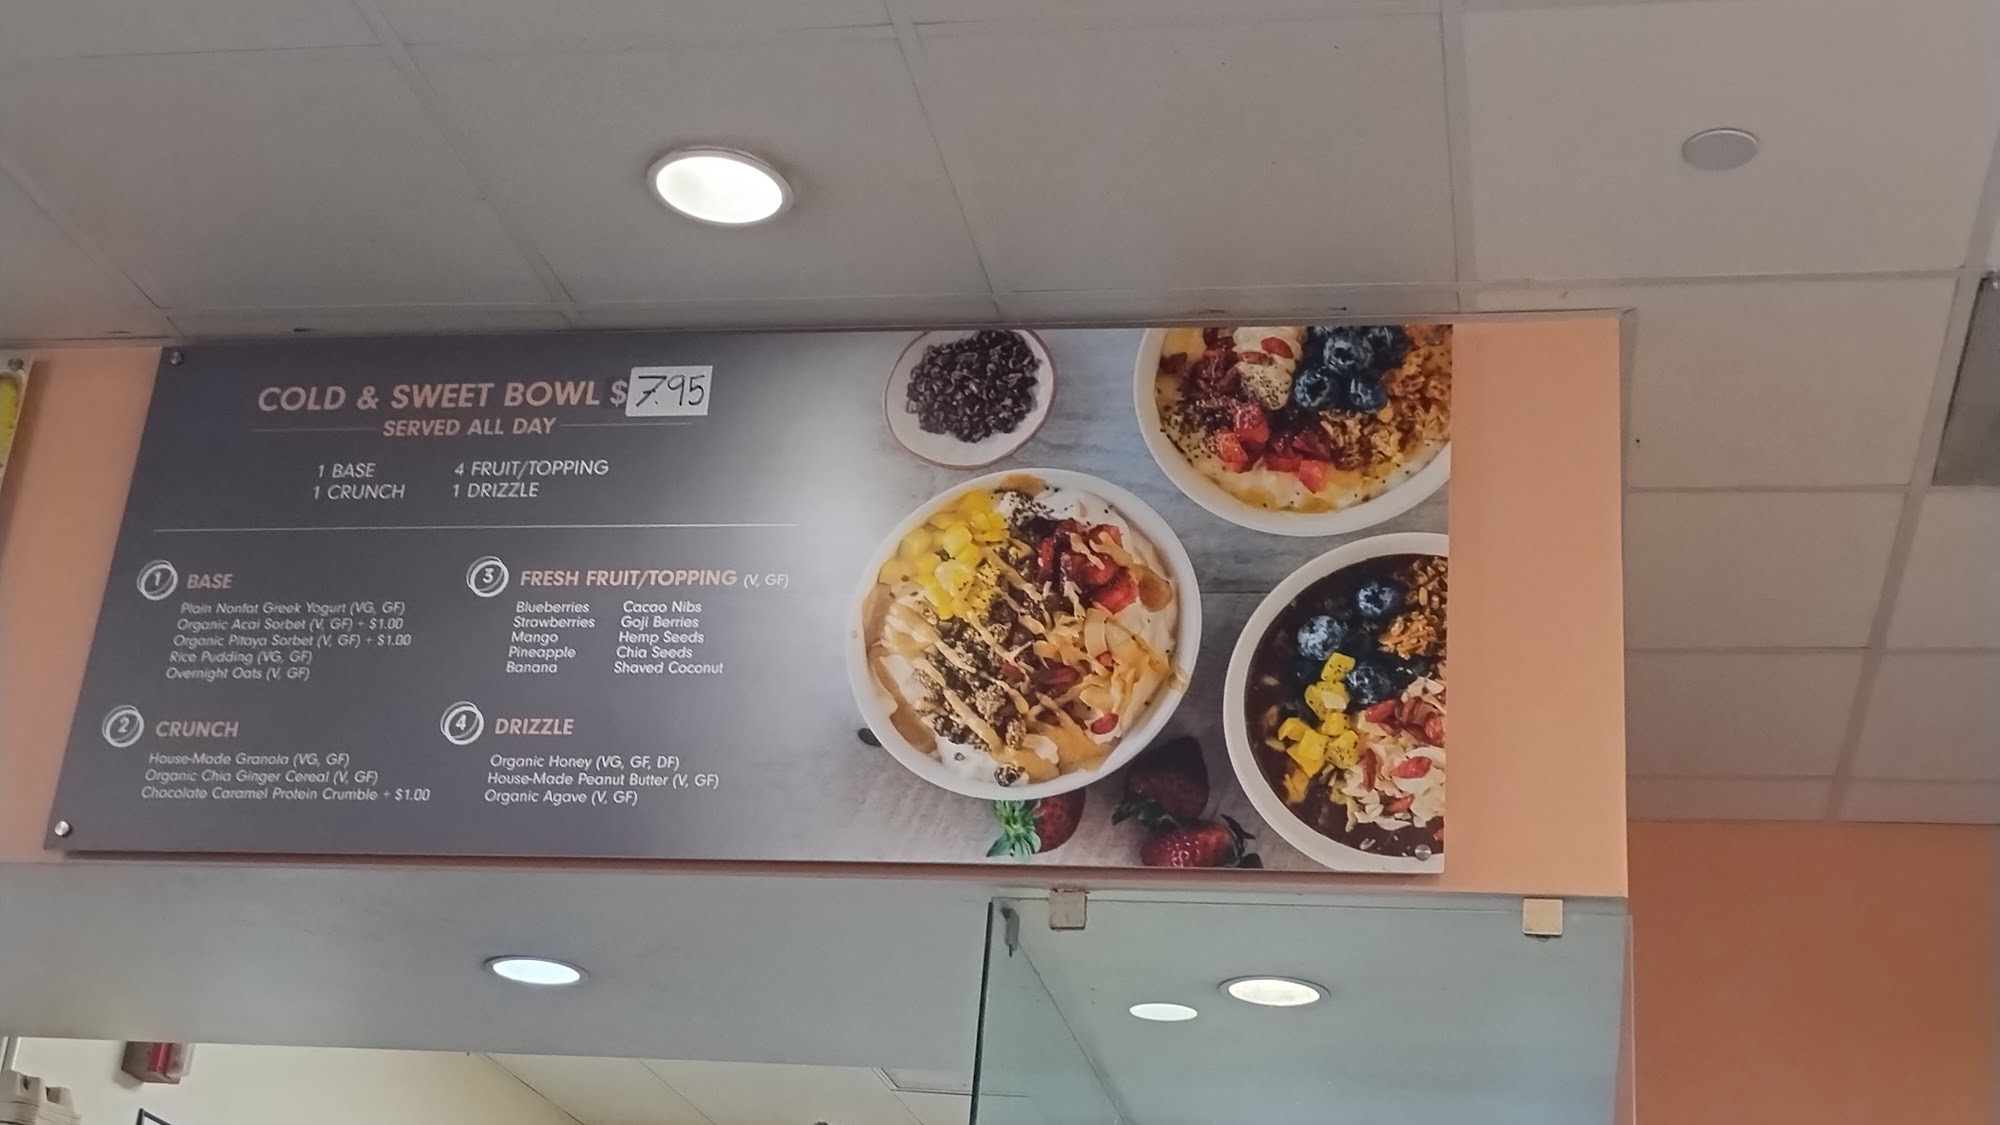 COLD & SWEET BOWL $7.95
SERVED ALL DAY
1 BASE
1 CRUNCH
4 FRUIT/TOPPING
1 DRIZZLE
1 BASE
Plain Nonfat Greek Yogurt (VG, GF)
Organic Acai Sorbet (V, GF) + $1.00
Organic Pitaya Sorbet (V, GF) + $1.00
Rice Pudding (VG, GF)
Overnight Oats (V, GF)
2 CRUNCH
House-Made Granola (VG, GF)
Organic Chia Ginger Cereal (V, GF)
Chocolate Caramel Protein Crumble + $1.00
3 FRESH FRUIT/TOPPING (V, GF)
Blueberries
Strawberries
Mango
Pineapple
Banana
Cacao Nibs
Goji Berries
Hemp Seeds
Chia Seeds
Shaved Coconut
4 DRIZZLE
Organic Honey (VG, GF, DF)
House-Made Peanut Butter (V, GF)
Organic Agave (V, GF)